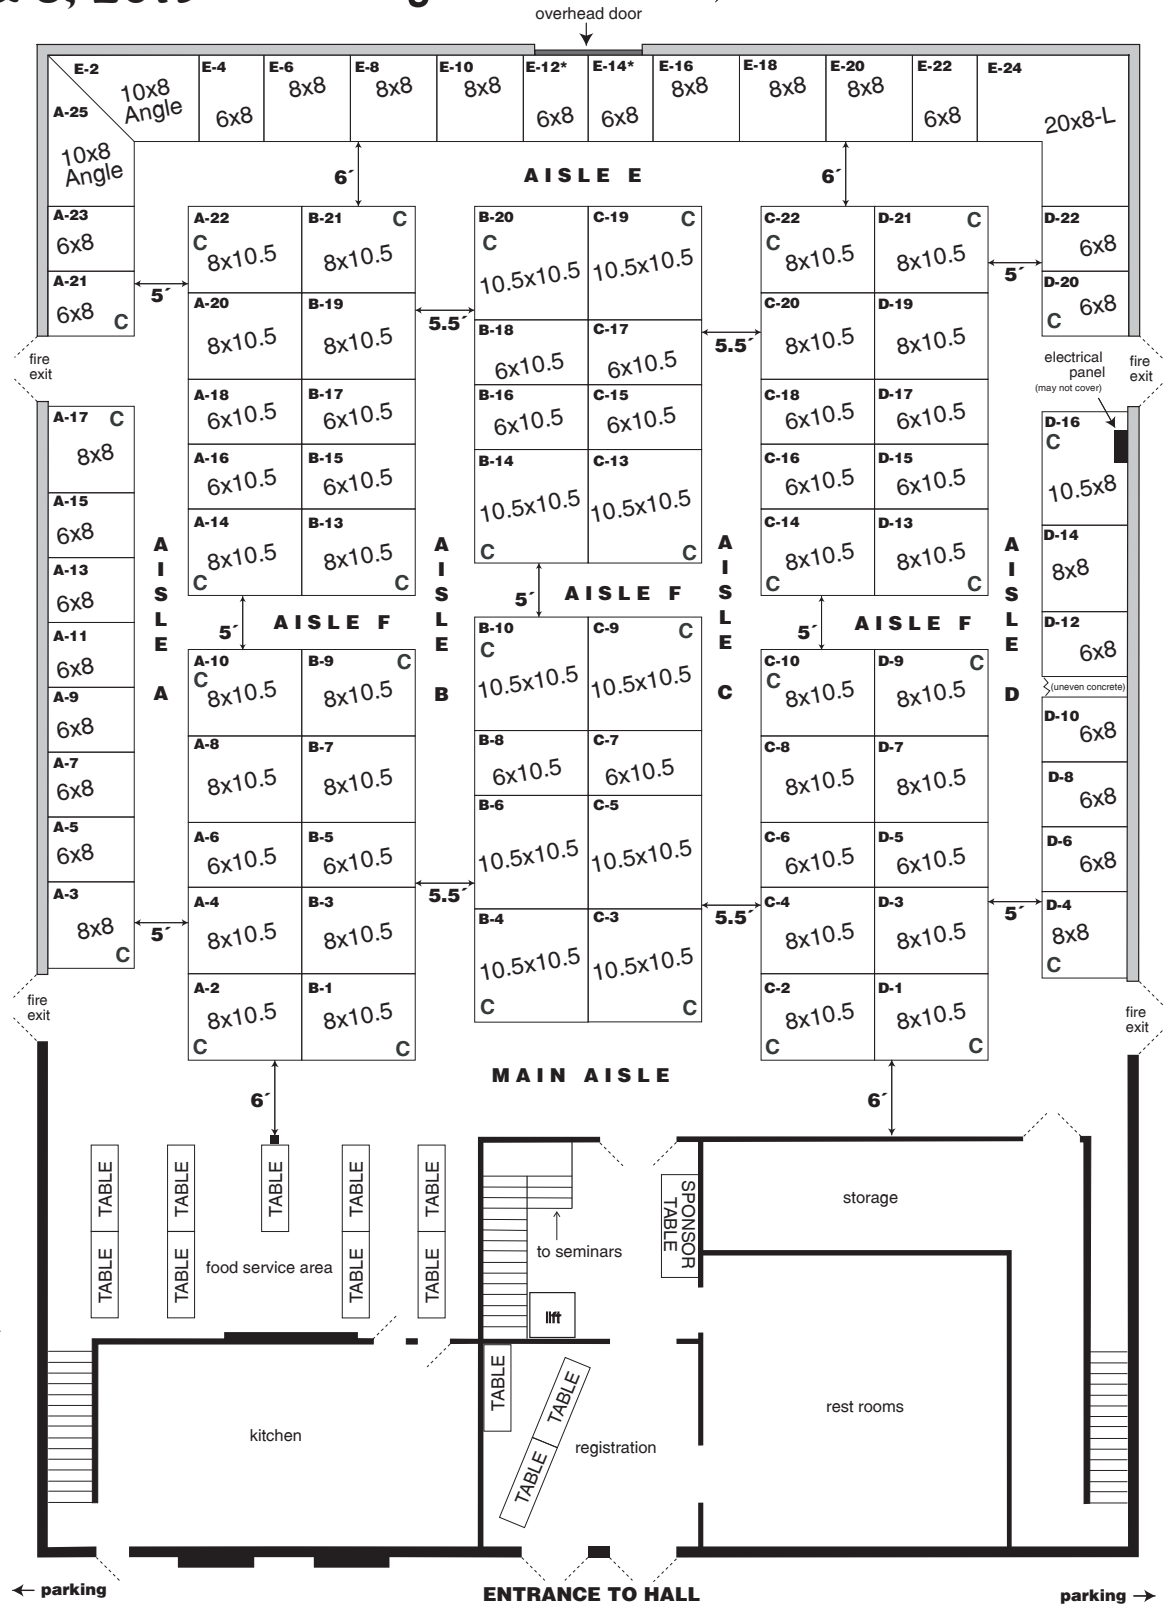 overhead door
E-2
10x8
Angle
E-4
6x8
E-6
8x8
E-8
8x8
E-10
8x8
E-12*
6x8
E-14*
6x8
E-16
8x8
E-18
8x8
E-20
8x8
E-22
6x8
E-24
20x8-L
A-25
10x8
Angle
6´
AISLE E
6´
A-23
6x8
A-21
6x8
C
5´
A-22
C
8x10.5
B-21
C
8x10.5
A-20
8x10.5
B-19
8x10.5
A-18
6x10.5
B-17
6x10.5
A-16
6x10.5
B-15
6x10.5
A-14
8x10.5
C
B-13
8x10.5
C
5.5´
B-20
C
10.5x10.5
C-19
C
10.5x10.5
B-18
6x10.5
C-17
6x10.5
B-16
6x10.5
C-15
6x10.5
B-14
10.5x10.5
C
C-13
10.5x10.5
C
5.5´
C-22
C
8x10.5
D-21
C
8x10.5
C-20
8x10.5
D-19
8x10.5
C-18
6x10.5
D-17
6x10.5
C-16
6x10.5
D-15
6x10.5
C-14
8x10.5
C
D-13
8x10.5
C
5´
D-22
6x8
D-20
6x8
C
fire
exit
electrical
panel
(may not cover)
fire
exit
A-17
C
8x8
A-15
6x8
A-13
6x8
A-11
6x8
A-9
6x8
A-7
6x8
A-5
6x8
A-3
8x8
C
AISLE A
AISLE B
AISLE C
AISLE D
D-16
C
10.5x8
D-14
8x8
D-12
6x8
(uneven concrete)
D-10
6x8
D-8
6x8
D-6
6x8
D-4
8x8
C
5´
AISLE F
5´
AISLE F
5´
AISLE F
A-10
C
8x10.5
B-9
C
8x10.5
A-8
8x10.5
B-7
8x10.5
A-6
6x10.5
B-5
6x10.5
A-4
8x10.5
B-3
8x10.5
A-2
8x10.5
C
B-1
8x10.5
C
B-10
C
10.5x10.5
C-9
C
10.5x10.5
B-8
6x10.5
C-7
6x10.5
B-6
10.5x10.5
C-5
10.5x10.5
B-4
10.5x10.5
C
C-3
10.5x10.5
C
C-10
C
8x10.5
D-9
C
8x10.5
C-8
8x10.5
D-7
8x10.5
C-6
6x10.5
D-5
6x10.5
C-4
8x10.5
D-3
8x10.5
C-2
8x10.5
C
D-1
8x10.5
C
5´
5.5´
5.5´
5´
fire
exit
fire
exit
MAIN AISLE
6´
6´
TABLE
TABLE
TABLE
TABLE
TABLE
TABLE
TABLE
food service area
TABLE
TABLE
to seminars
lift
SPONSOR
TABLE
storage
kitchen
TABLE
TABLE
TABLE
registration
rest rooms
← parking
ENTRANCE TO HALL
parking →